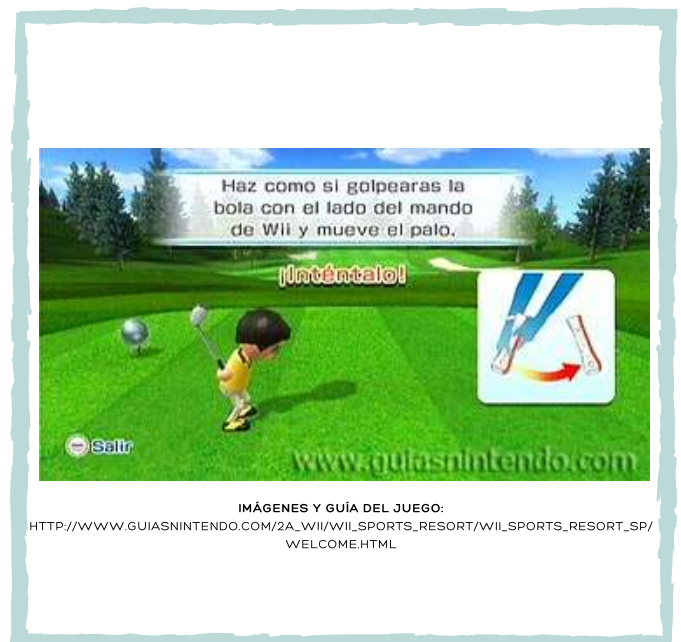 Haz como si golpearas la
bola con el lado del mando
de Wii y mueve el palo.
¡Inténtalo!
Salir
www.guiasnintendo.com
IMÁGENES Y GUÍA DEL JUEGO:
HTTP://WWW.GUIASNINTENDO.COM/2A_WII/WII_SPORTS_RESORT/WII_SPORTS_RESORT_SP/
WELCOME.HTML